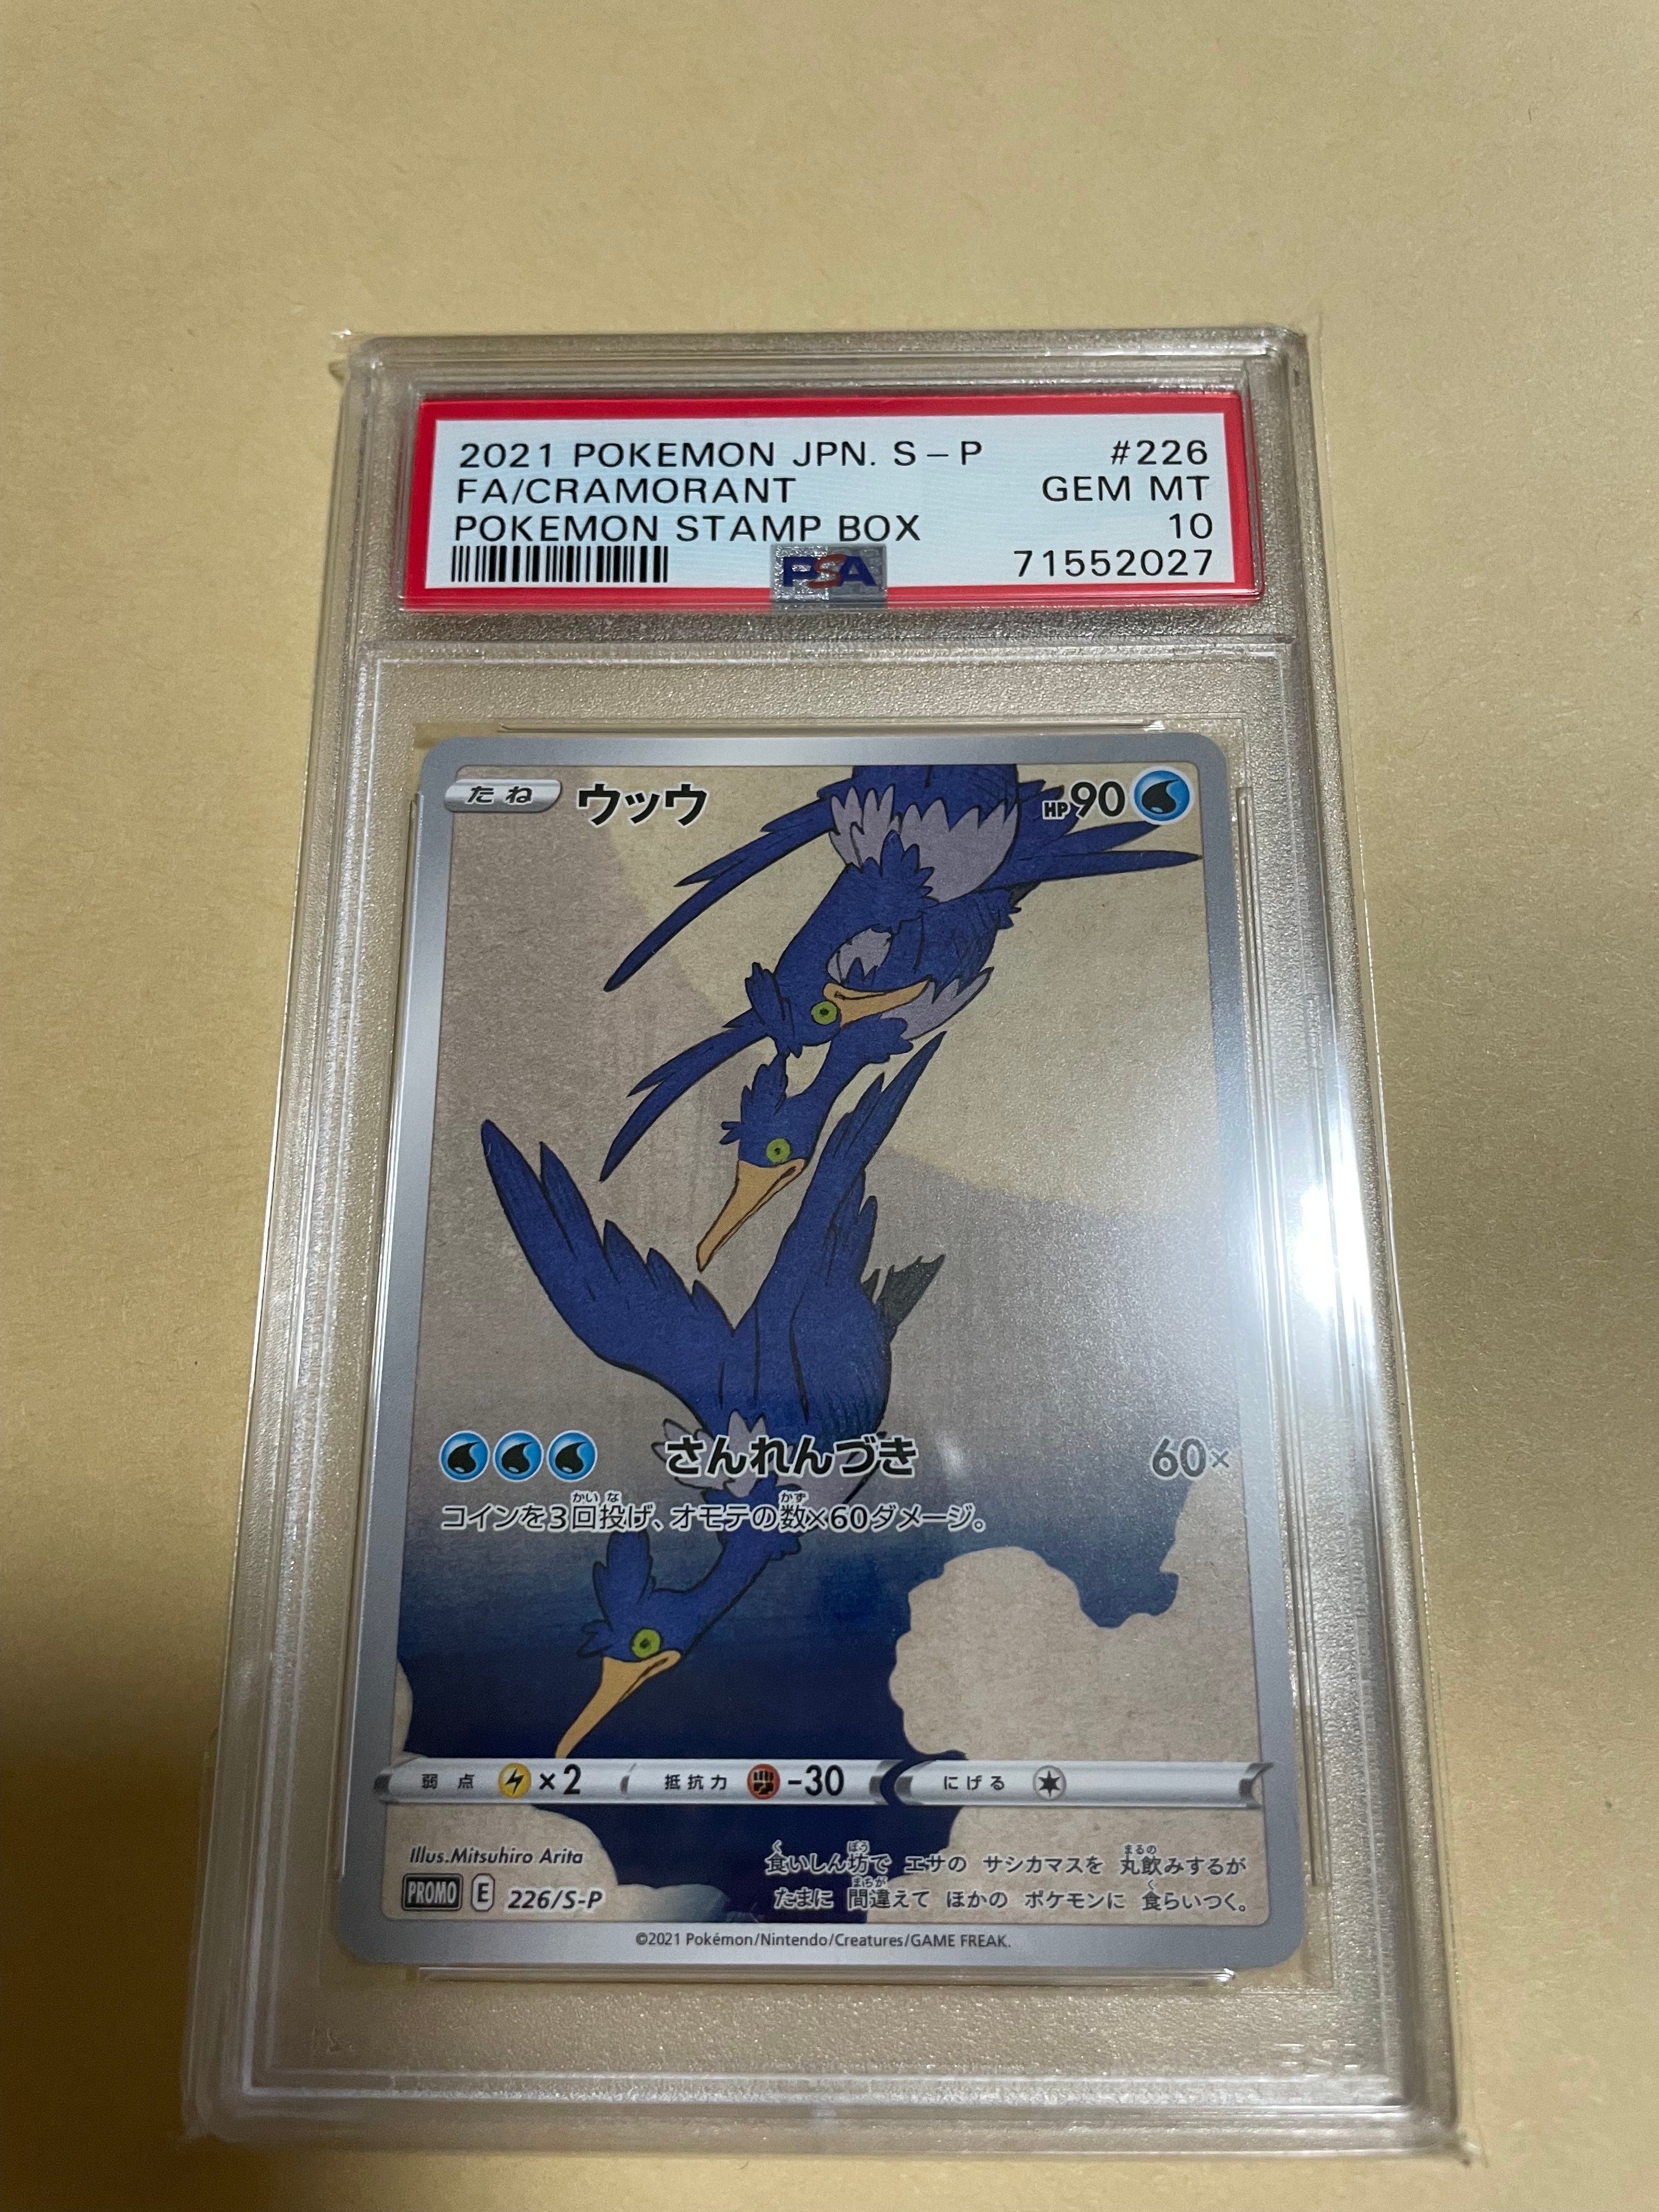 2021 POKEMON JPN. S-P #226
FA/CRAMORANT GEM MT
POKEMON STAMP BOX 10
PSA 71552027
たね ウッウ HP90
さんれんづき 60×
コインを3回投げ、オモテの数×60ダメージ。
弱点 ×2 抵抗力 -30 にげる
Illus.Mitsuhiro Arita
食いしん坊で エサの サシカマスを 丸飲みするが
PROMO E 226/S-P
たまに 間違えて ほかの ポケモンに 食らいつく。
©2021 Pokémon/Nintendo/Creatures/GAME FREAK.